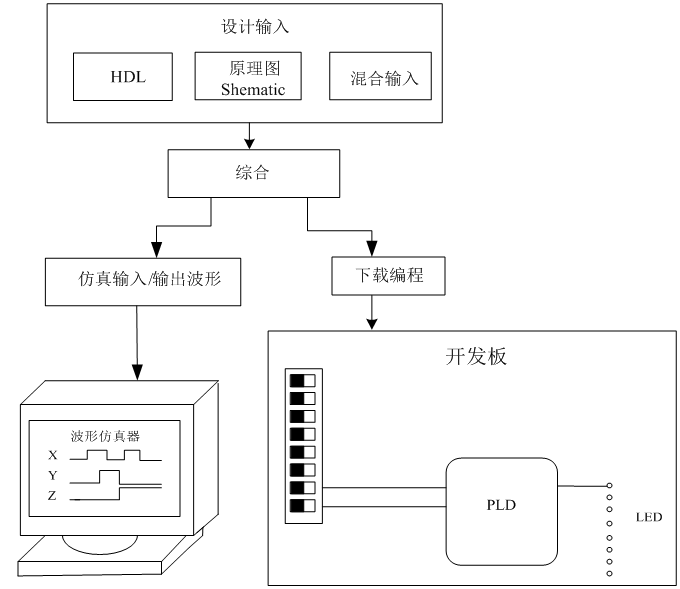 设计输入
HDL
原理图
Shematic
混合输入
综合
仿真输入/输出波形
下载编程
开发板
波形仿真器
X
Y
Z
PLD
LED